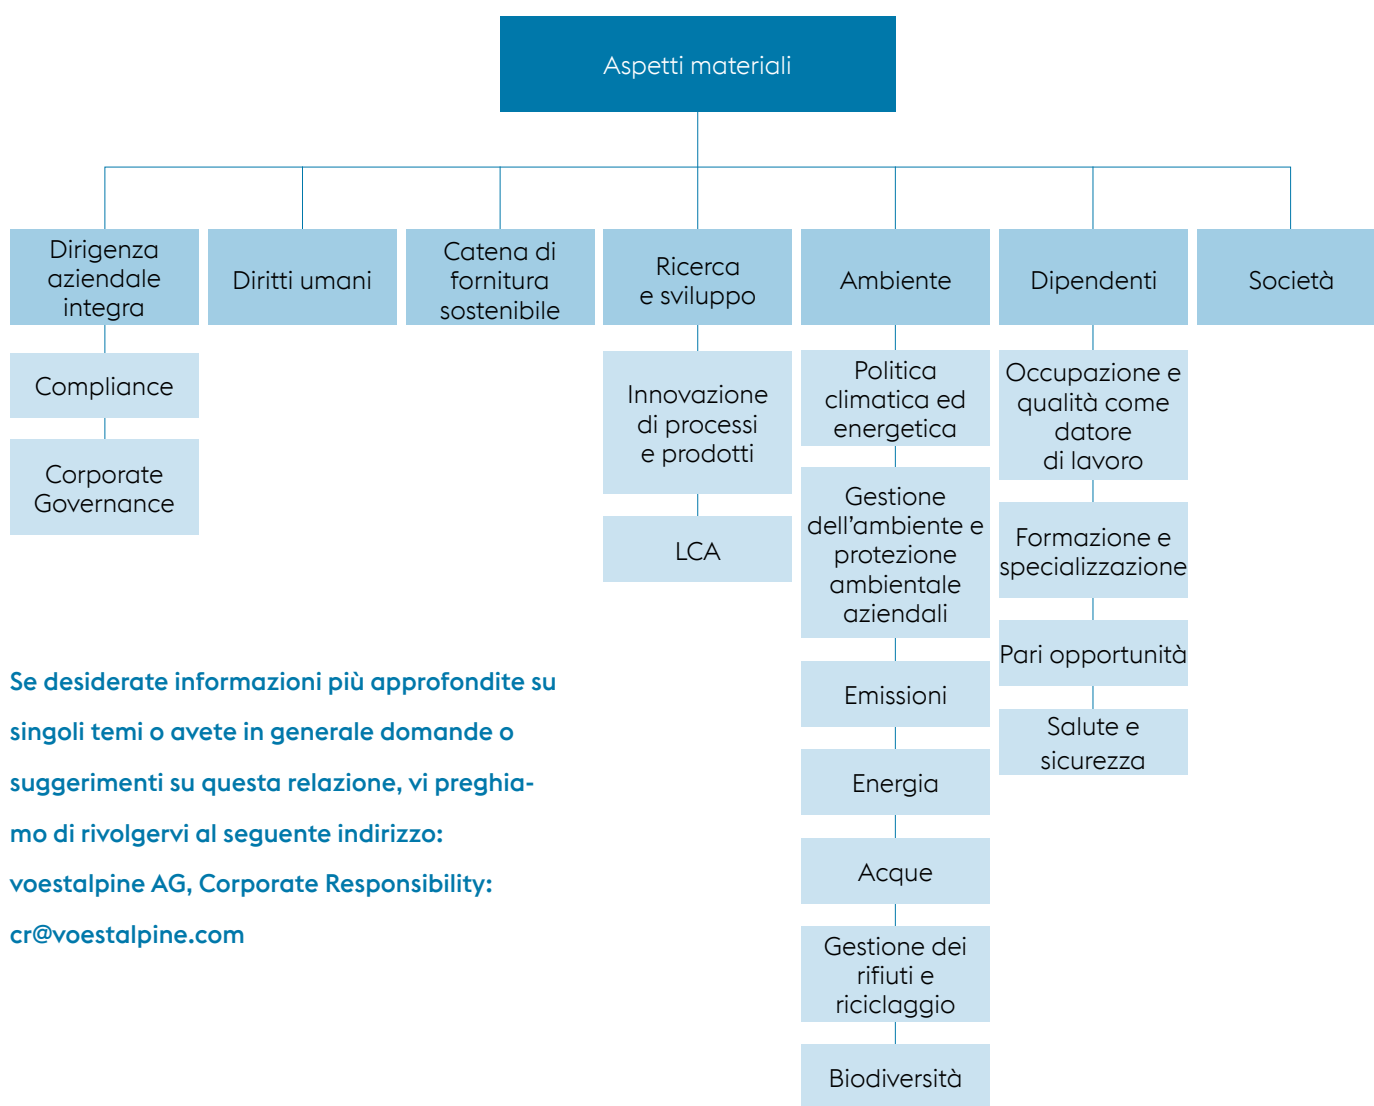 Aspetti materiali
Dirigenza
aziendale
integra
Diritti umani
Catena di
fornitura
sostenibile
Ricerca
e sviluppo
Ambiente
Dipendenti
Società
Compliance
Corporate
Governance
Innovazione
di processi
e prodotti
LCA
Politica
climatica ed
energetica
Gestione
dell’ambiente e
protezione
ambientale
aziendali
Emissioni
Energia
Acque
Gestione dei
rifiuti e
riciclaggio
Biodiversità
Occupazione e
qualità come
datore
di lavoro
Formazione e
specializzazione
Pari opportunità
Salute e
sicurezza
Se desiderate informazioni più approfondite su
singoli temi o avete in generale domande o
suggerimenti su questa relazione, vi preghia-
mo di rivolgervi al seguente indirizzo:
voestalpine AG, Corporate Responsibility:
cr@voestalpine.com